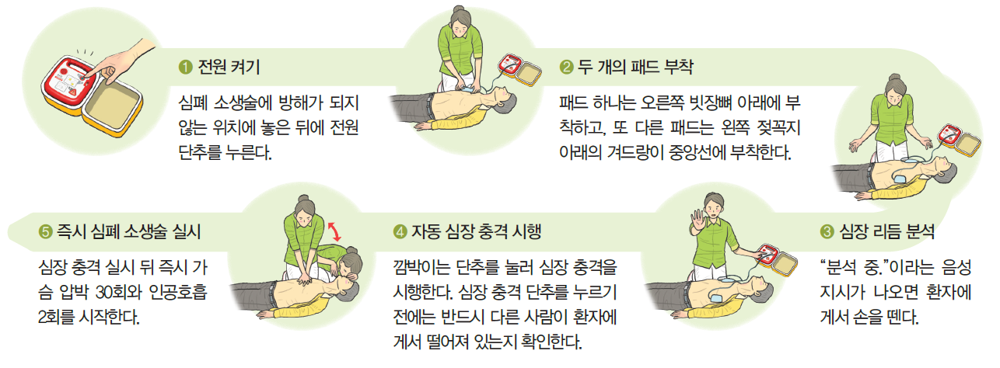 ❶ 전원 켜기
심폐 소생술에 방해가 되지
않는 위치에 놓은 뒤에 전원
단추를 누른다.
❷ 두 개의 패드 부착
패드 하나는 오른쪽 빗장뼈 아래에 부
착하고, 또 다른 패드는 왼쪽 젖꼭지
아래의 겨드랑이 중앙선에 부착한다.
❸ 심장 리듬 분석
“분석 중.”이라는 음성
지시가 나오면 환자에
게서 손을 뗀다.
❹ 자동 심장 충격 시행
깜박이는 단추를 눌러 심장 충격을
시행한다. 심장 충격 단추를 누르기
전에는 반드시 다른 사람이 환자에
게서 떨어져 있는지 확인한다.
❺ 즉시 심폐 소생술 실시
심장 충격 실시 뒤 즉시 가
슴 압박 30회와 인공호흡
2회를 시작한다.